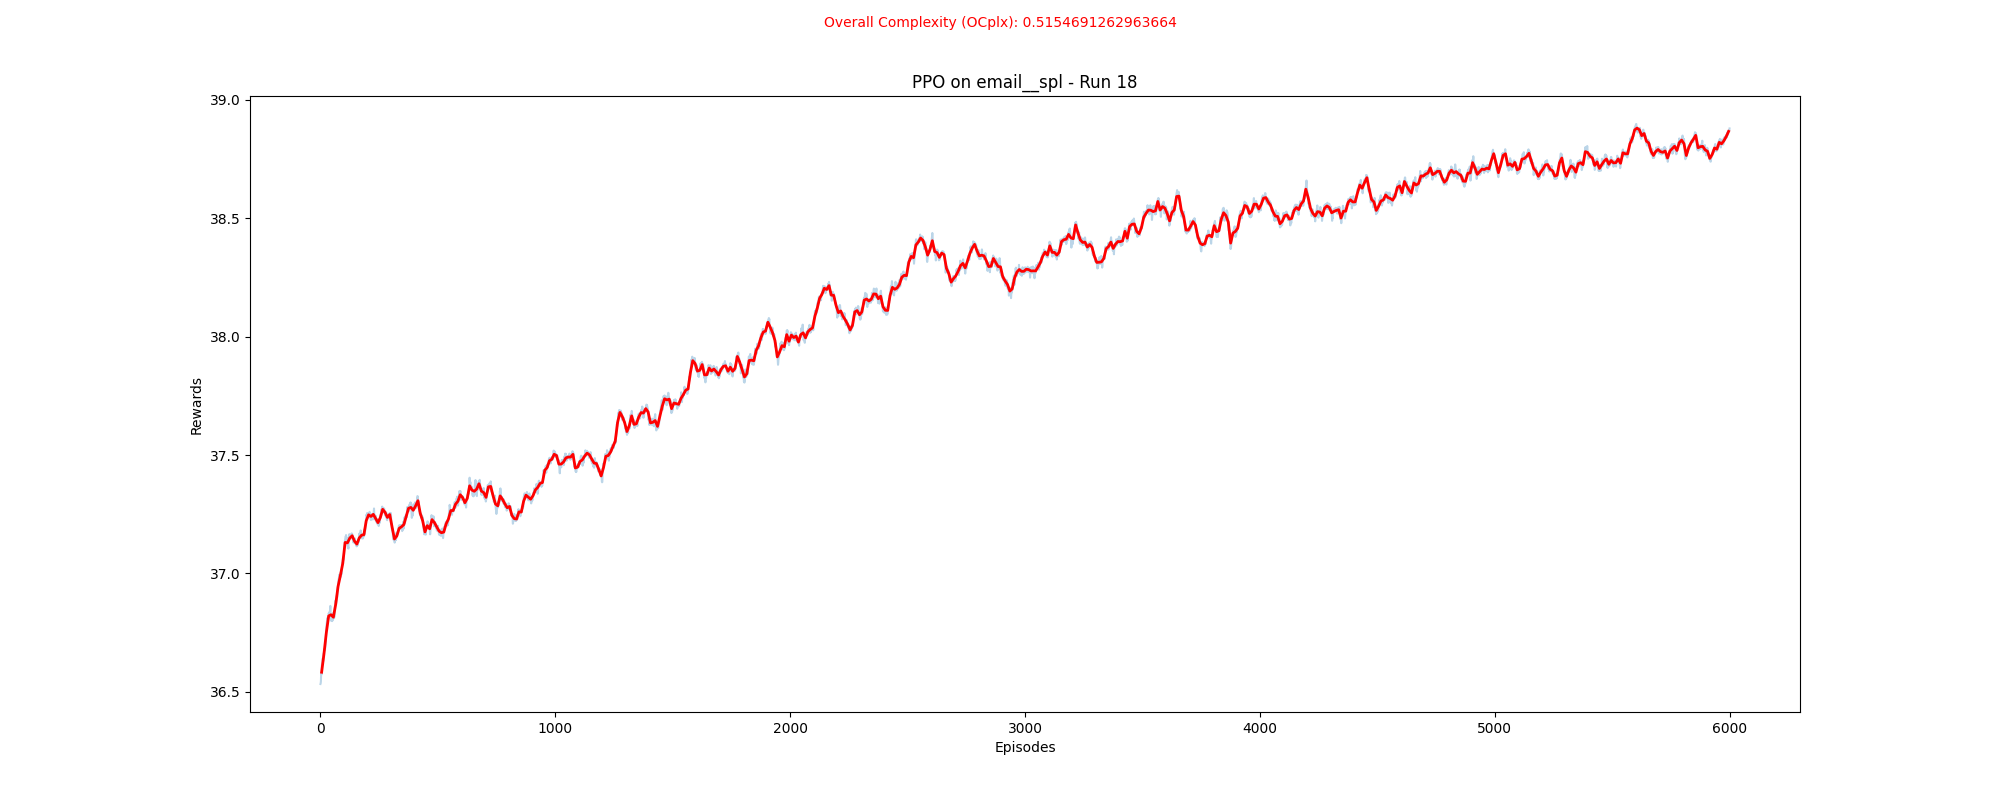 Overall Complexity (OCplx): 0.5154691262963664
PPO on email__spl - Run 18
39.0
38.5
38.0
37.5
37.0
36.5
Rewards
0 1000 2000 3000 4000 5000 6000
Episodes